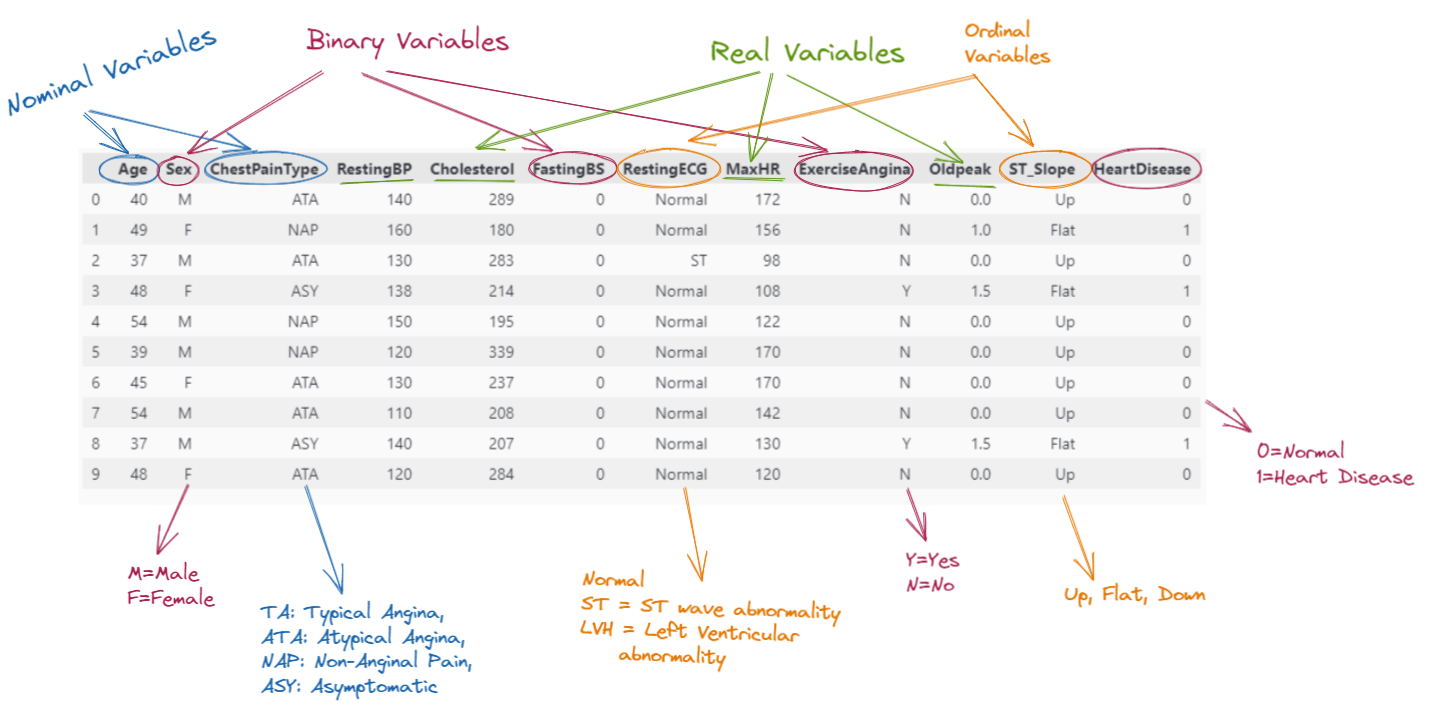 Nominal Variables
Binary Variables
Real Variables
Ordinal
Variables
Age Sex ChestPainType RestingBP Cholesterol FastingBS RestingECG MaxHR ExerciseAngina Oldpeak ST_Slope HeartDisease
0 40 M ATA 140 289 0 Normal 172 N 0.0 Up 0
1 49 F NAP 160 180 0 Normal 156 N 1.0 Flat 1
2 37 M ATA 130 283 0 ST 98 N 0.0 Up 0
3 48 F ASY 138 214 0 Normal 108 Y 1.5 Flat 1
4 54 M NAP 150 195 0 Normal 122 N 0.0 Up 0
5 39 M NAP 120 339 0 Normal 170 N 0.0 Up 0
6 45 F ATA 130 237 0 Normal 170 N 0.0 Up 0
7 54 M ATA 110 208 0 Normal 142 N 0.0 Up 0
8 37 M ASY 140 207 0 Normal 130 Y 1.5 Flat 1
9 48 F ATA 120 284 0 Normal 120 N 0.0 Up 0
0=Normal
1=Heart Disease
M=Male
F=Female
TA: Typical Angina,
ATA: Atypical Angina,
NAP: Non-Anginal Pain,
ASY: Asymptomatic
Normal
ST = ST wave abnormality
LVH = Left Ventricular
abnormality
Y=Yes
N=No
Up, Flat, Down